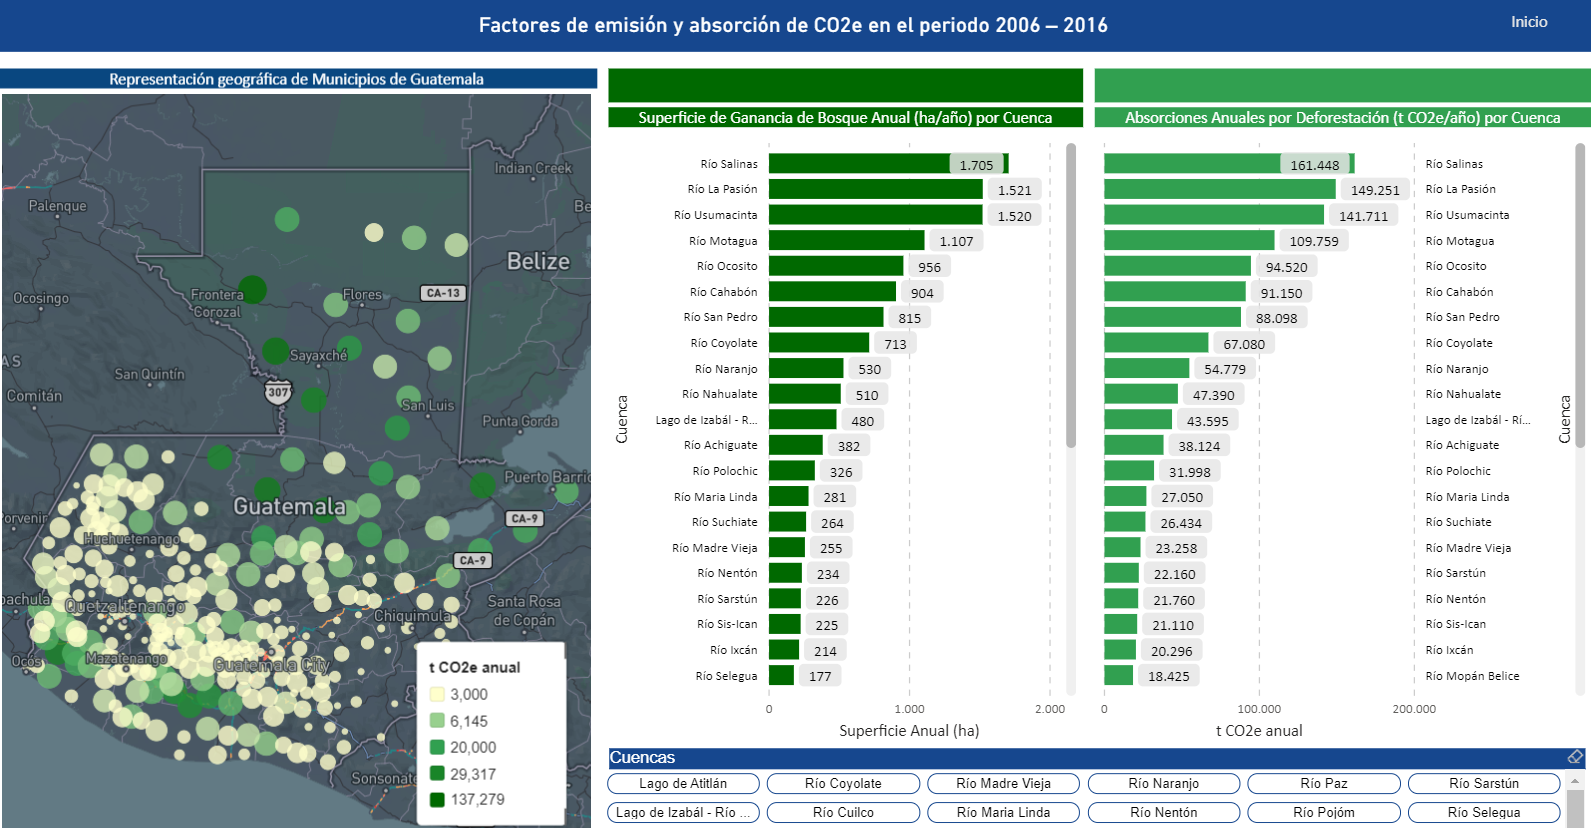 Factores de emisión y absorción de CO2e en el periodo 2006 – 2016
Inicio
Representación geográfica de Municipios de Guatemala
Indian Creek
Palenque
Be
Belize
Ocosingo
Frontera
Corozal
Flores
CA-13
AS
Sayaxché
San Quintín
Comitán
307
San Luis
Punta Gorda
Puerto Barrio
Guatemala
CA-9
orvenir
Huehuetenango
CA-9
pachula
Quetzaltenango
Chiquimula
Santa Rosa
de Copán
Ocós
Mazatenango
Guatemala City
Sonsonate
t CO2e anual
3,000
6,145
20,000
29,317
137,279
Superficie de Ganancia de Bosque Anual (ha/año) por Cuenca
Cuenca
Río Salinas 1.705
Río La Pasión 1.521
Río Usumacinta 1.520
Río Motagua 1.107
Río Ocosito 956
Río Cahabón 904
Río San Pedro 815
Río Coyolate 713
Río Naranjo 530
Río Nahualate 510
Lago de Izabál - R... 480
Río Achiguate 382
Río Polochic 326
Río Maria Linda 281
Río Suchiate 264
Río Madre Vieja 255
Río Nentón 234
Río Sarstún 226
Río Sis-Ican 225
Río Ixcán 214
Río Selegua 177
0 1.000 2.000
Superficie Anual (ha)
Absorciones Anuales por Deforestación (t CO2e/año) por Cuenca
161.448 Río Salinas
149.251 Río La Pasión
141.711 Río Usumacinta
109.759 Río Motagua
94.520 Río Ocosito
91.150 Río Cahabón
88.098 Río San Pedro
67.080 Río Coyolate
54.779 Río Naranjo
47.390 Río Nahualate
43.595 Lago de Izabál - Rí...
38.124 Río Achiguate
31.998 Río Polochic
27.050 Río Maria Linda
26.434 Río Suchiate
23.258 Río Madre Vieja
22.160 Río Sarstún
21.760 Río Nentón
21.110 Río Sis-Ican
20.296 Río Ixcán
18.425 Río Mopán Belice
Cuenca
0 100.000 200.000
t CO2e anual
Cuencas
Lago de Atitlán Río Coyolate Río Madre Vieja Río Naranjo Río Paz Río Sarstún
Lago de Izabál - Río ... Río Cuilco Río Maria Linda Río Nentón Río Pojóm Río Selegua